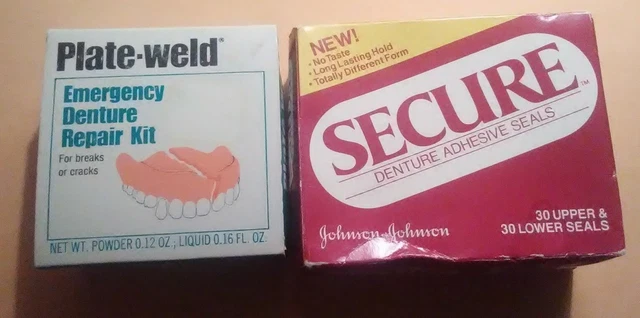 Plate-weld®
Emergency
Denture
Repair Kit
For breaks
or cracks
NET WT. POWDER 0.12 OZ.; LIQUID 0.16 FL. OZ.
NEW!
• No Taste
• Long Lasting Hold
• Totally Different Form
SECURE™
DENTURE ADHESIVE SEALS
Johnson & Johnson
30 UPPER &
30 LOWER SEALS